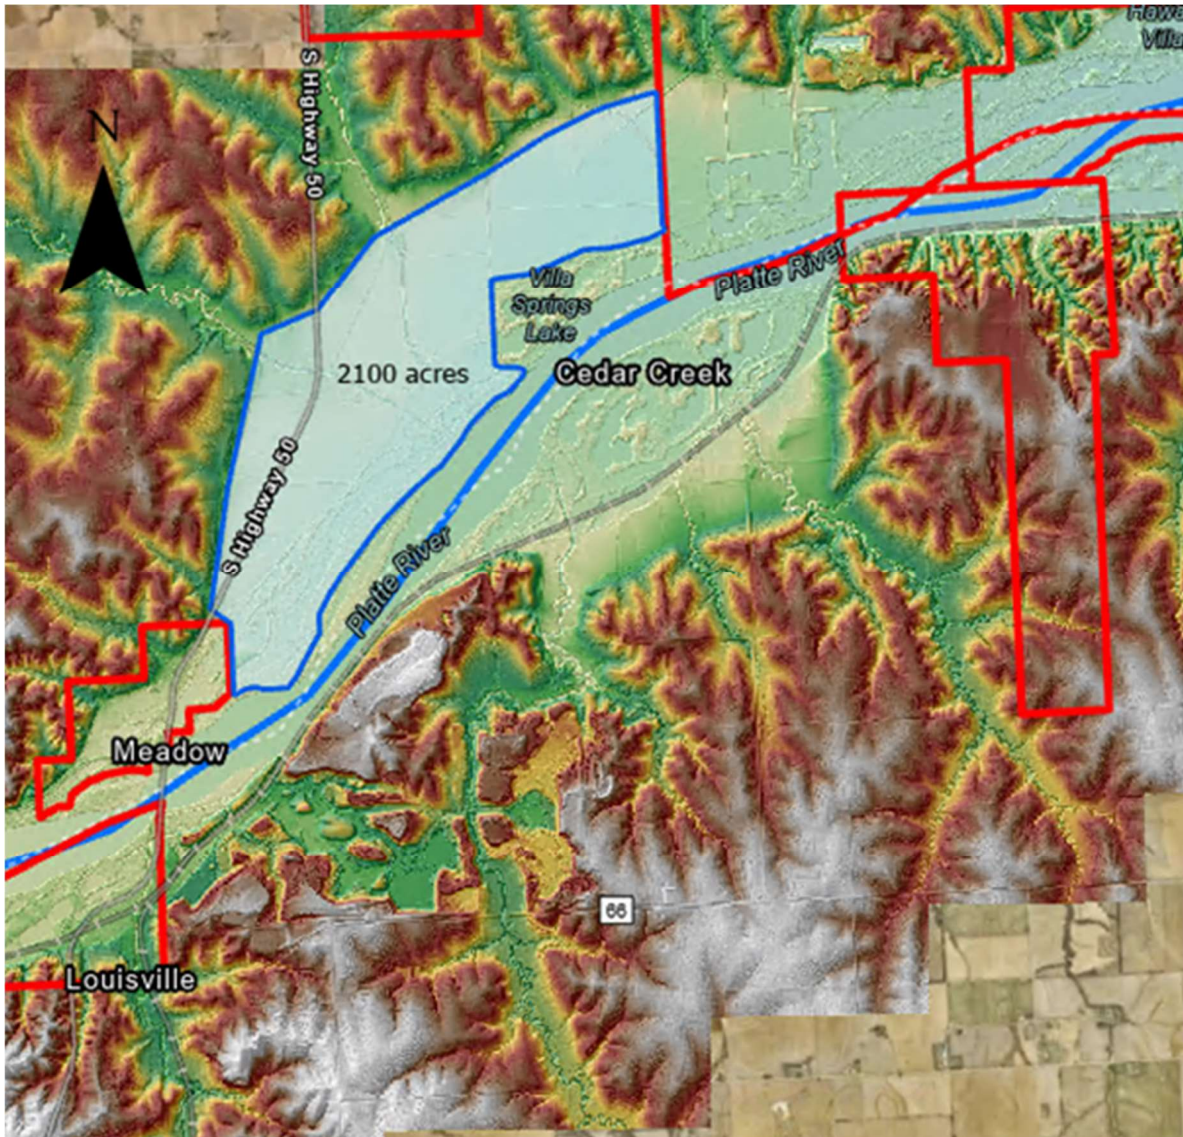 S Highway 50
N
Villa
Springs
Lake
Platte River
2100 acres
Cedar Creek
S Highway 50
Platte River
Meadow
66
Louisville